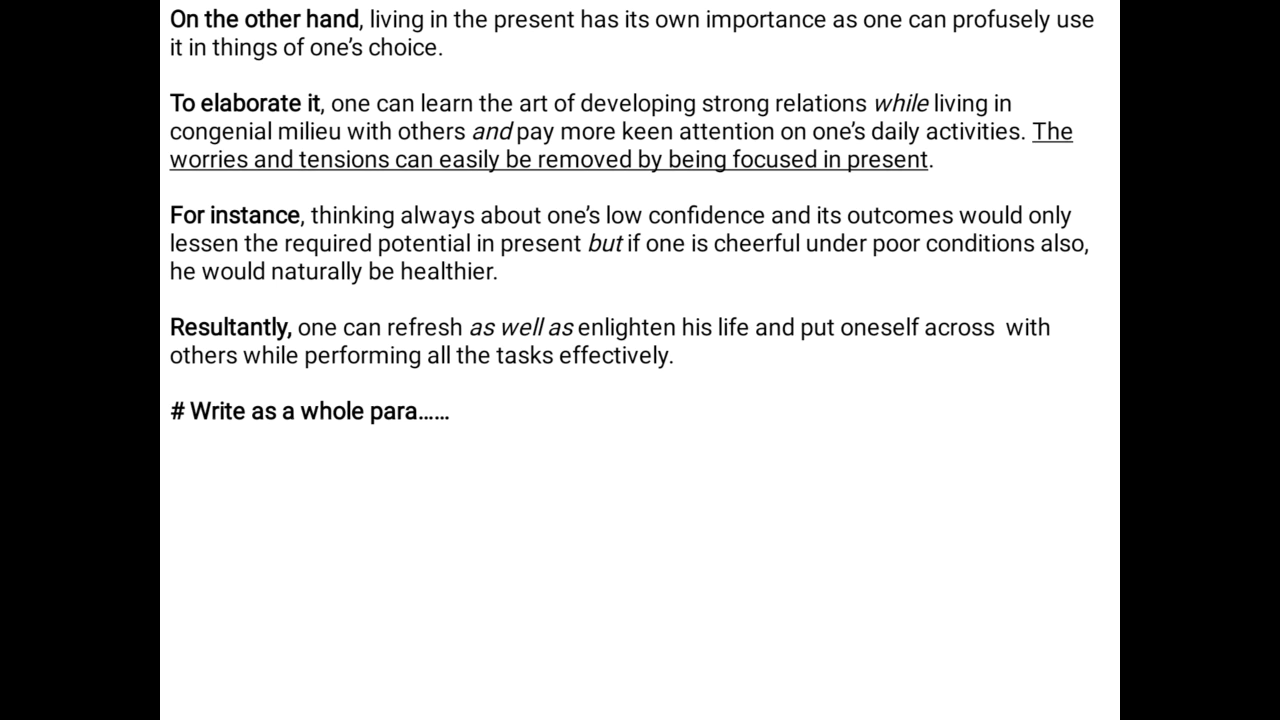 On the other hand, living in the present has its own importance as one can profusely use
it in things of one's choice.
To elaborate it, one can learn the art of developing strong relations while living in
congenial milieu with others and pay more keen attention on one's daily activities. The
worries and tensions can easily be removed by being focused in present.
For instance, thinking always about one's low confidence and its outcomes would only
lessen the required potential in present but if one is cheerful under poor conditions also,
he would naturally be healthier.
Resultantly, one can refresh as well as enlighten his life and put oneself across with
others while performing all the tasks effectively.
# Write as a whole para......